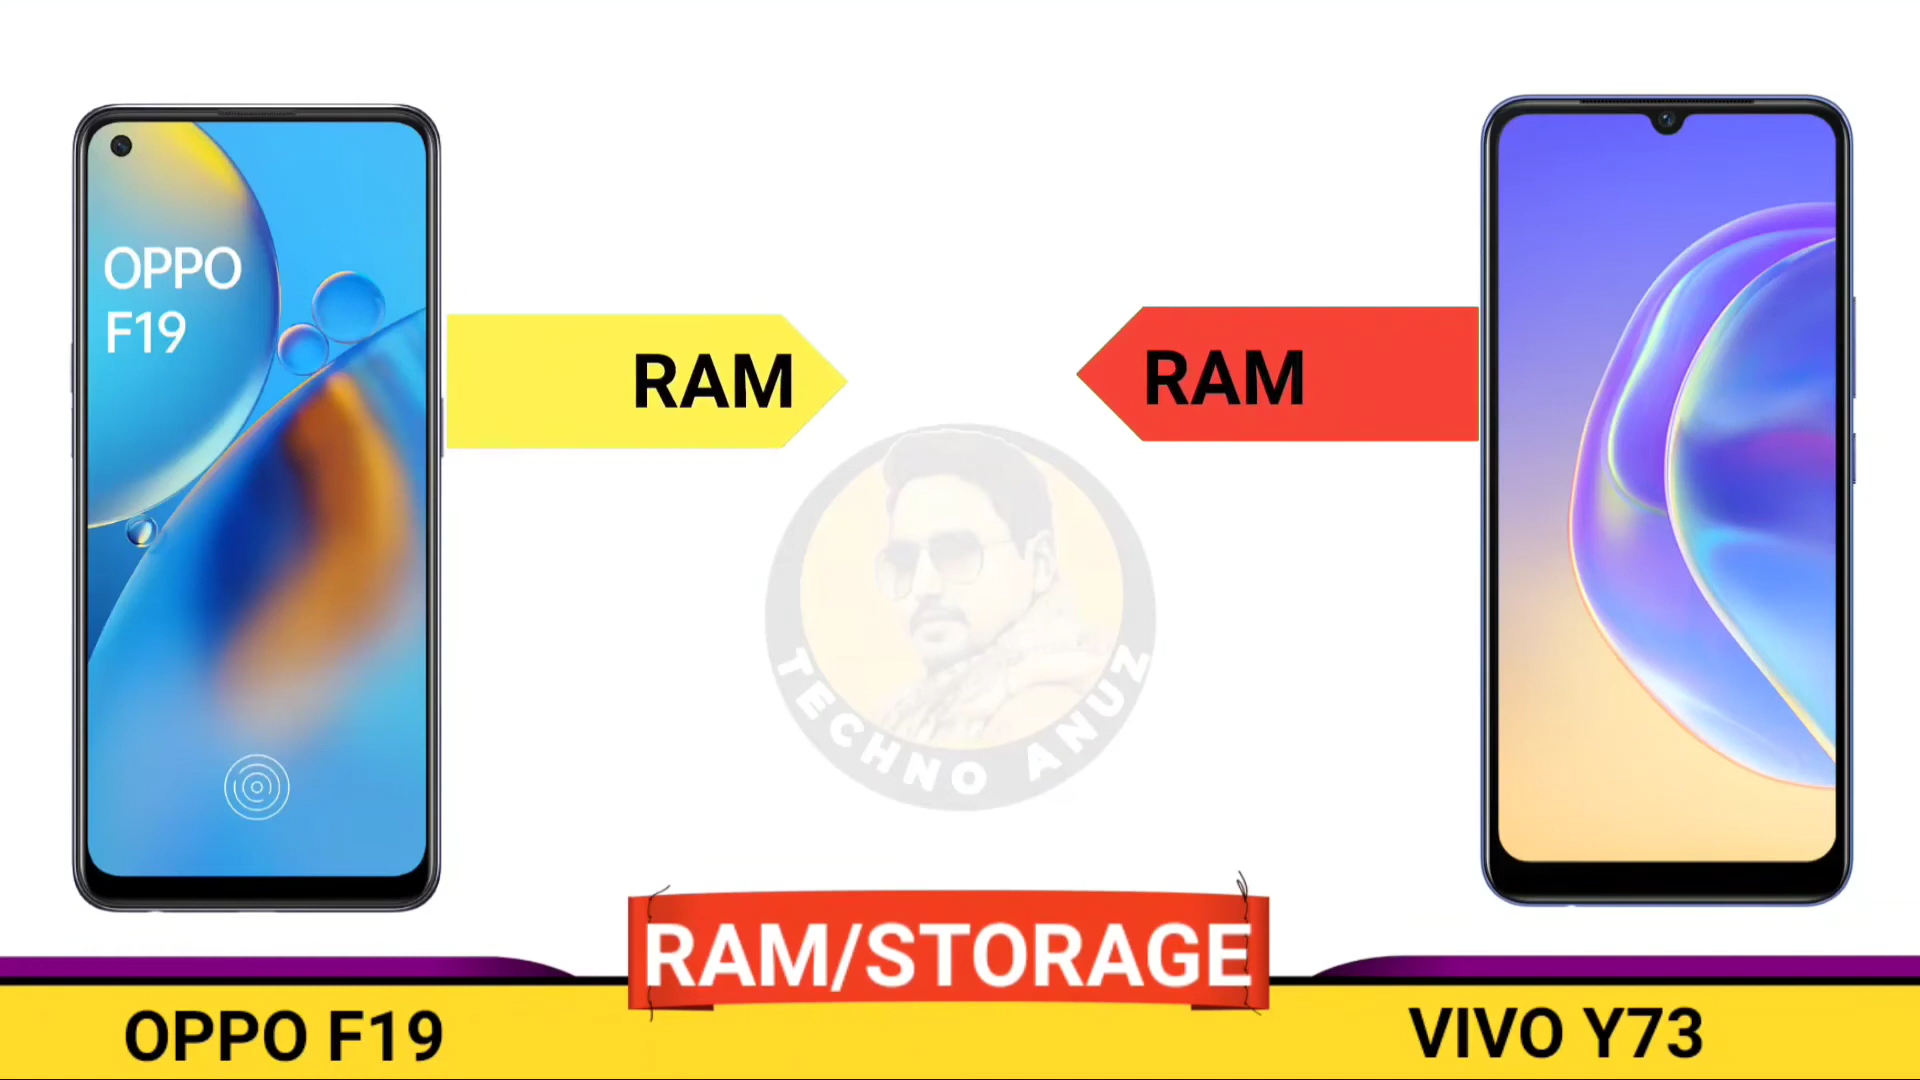 OPPO
F19
RAM
RAM
TECHNO ANUZ
RAM/STORAGE
OPPO F19
VIVO Y73